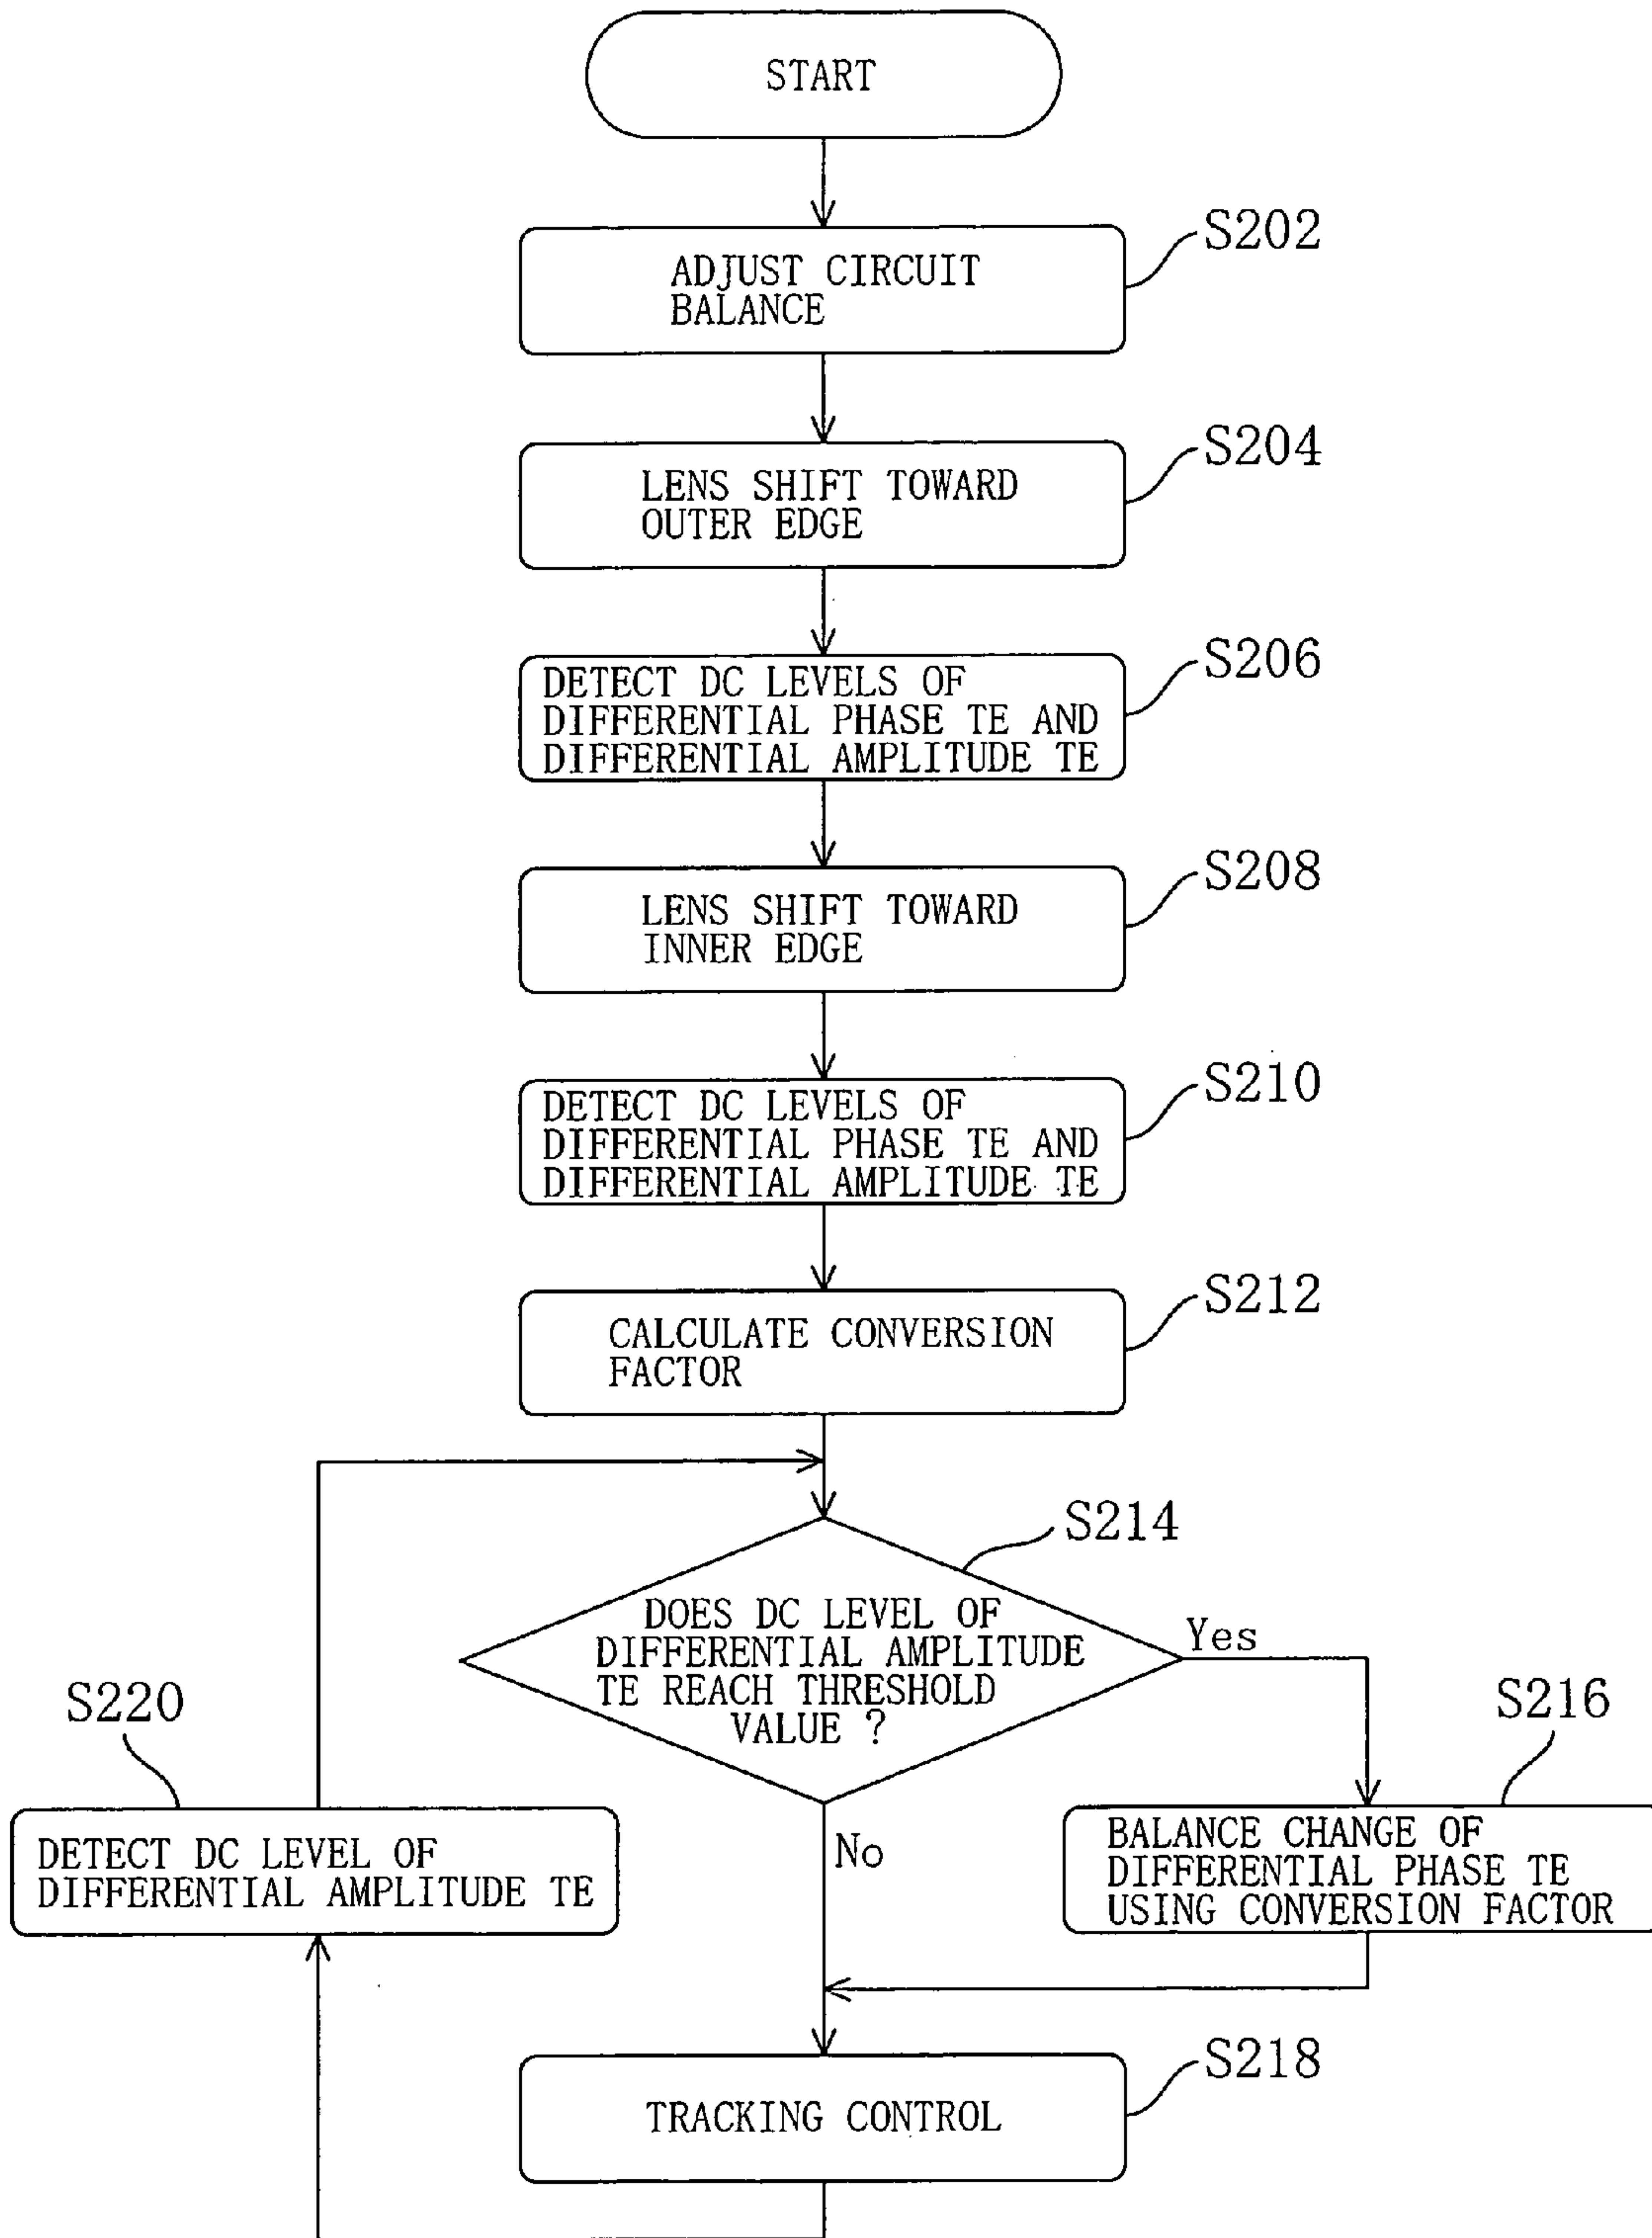 START
S202
ADJUST CIRCUIT
BALANCE
S204
LENS SHIFT TOWARD
OUTER EDGE
S206
DETECT DC LEVELS OF
DIFFERENTIAL PHASE TE AND
DIFFERENTIAL AMPLITUDE TE
S208
LENS SHIFT TOWARD
INNER EDGE
S210
DETECT DC LEVELS OF
DIFFERENTIAL PHASE TE AND
DIFFERENTIAL AMPLITUDE TE
S212
CALCULATE CONVERSION
FACTOR
S214
DOES DC LEVEL OF
DIFFERENTIAL AMPLITUDE
TE REACH THRESHOLD
VALUE ?
Yes
No
S216
BALANCE CHANGE OF
DIFFERENTIAL PHASE TE
USING CONVERSION FACTOR
S220
DETECT DC LEVEL OF
DIFFERENTIAL AMPLITUDE TE
S218
TRACKING CONTROL